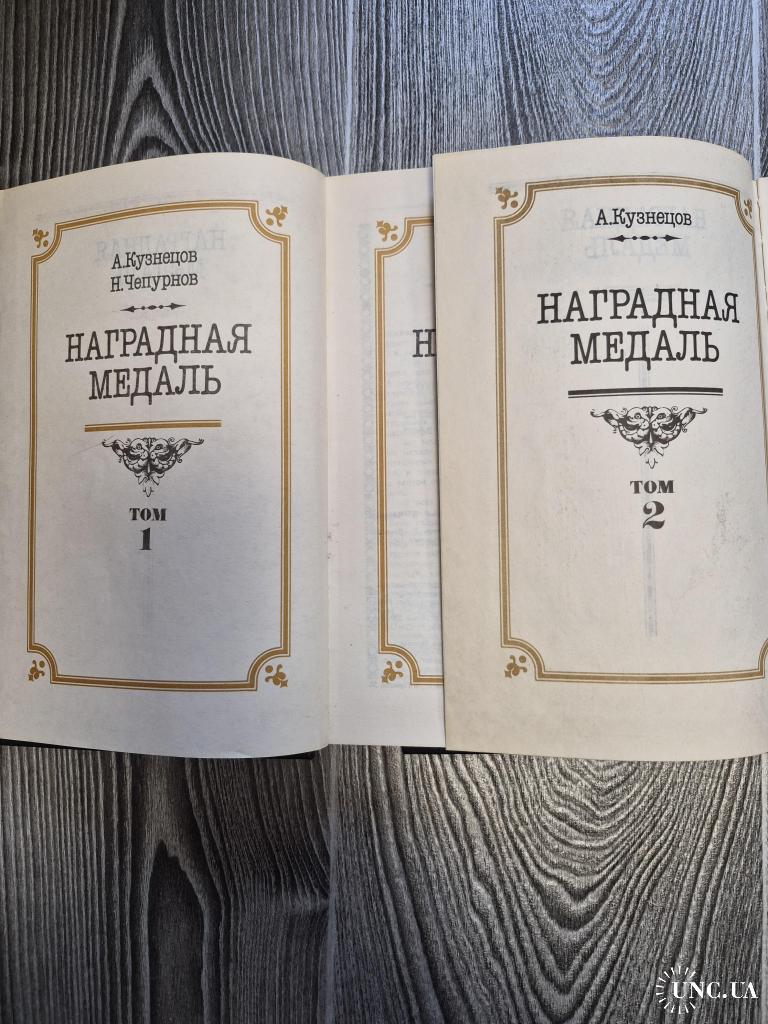 А.Кузнецов
Н.Чепурнов
НАГРАДНАЯ
МЕДАЛЬ
ТОМ
1
Н
А.Кузнецов
НАГРАДНАЯ
МЕДАЛЬ
ТОМ
2
UNC.UA